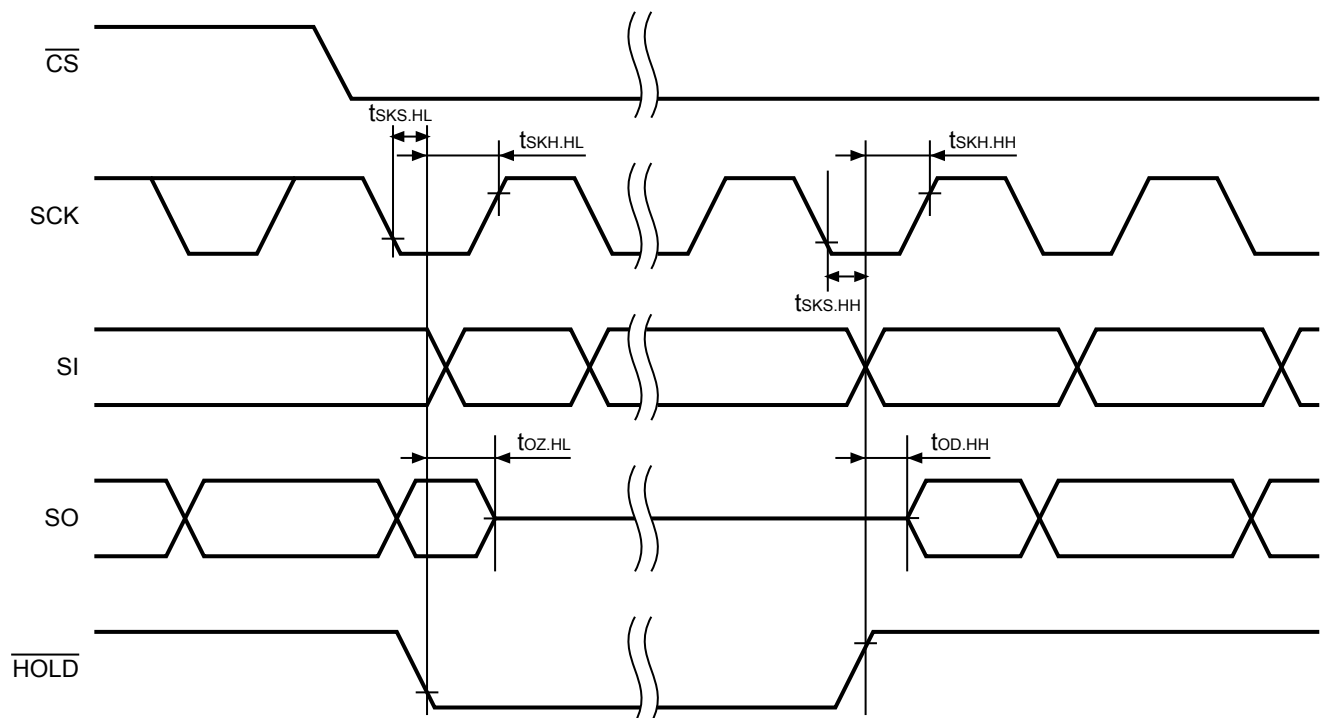 CS
tSKS.HL
tSKH.HL
tSKH.HH
SCK
tSKS.HH
SI
tOZ.HL
tOD.HH
SO
HOLD